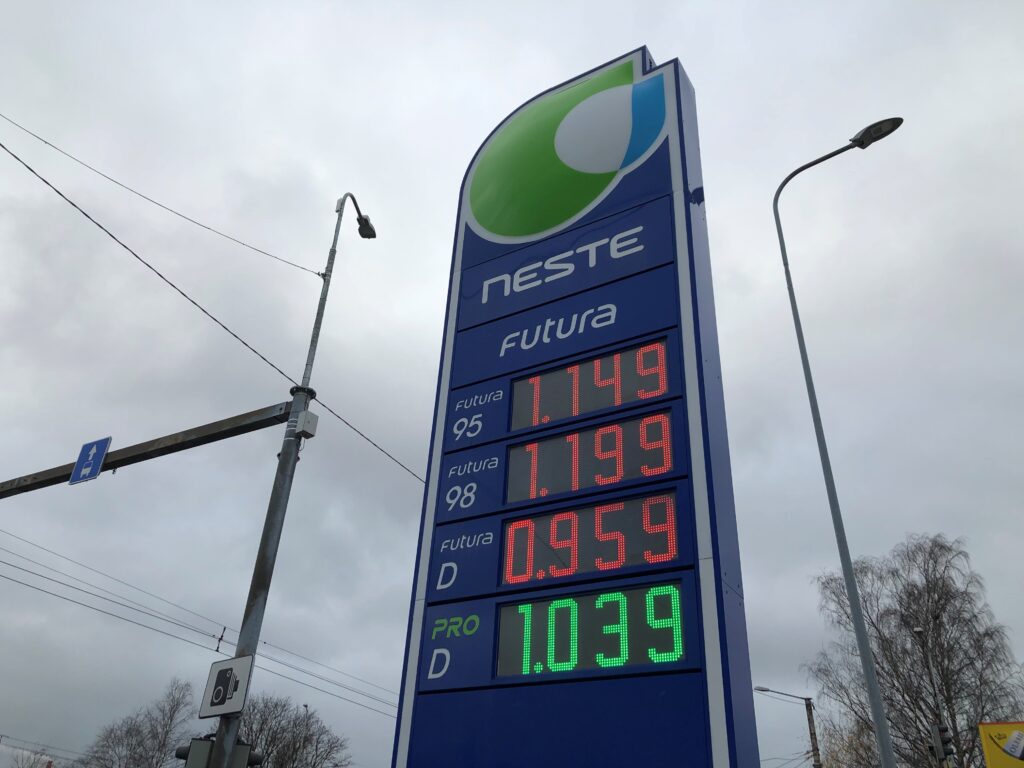 NESTE
Futura
Futura 95 1.149
Futura 98 1.199
Futura D 0.959
PRO D 1.039